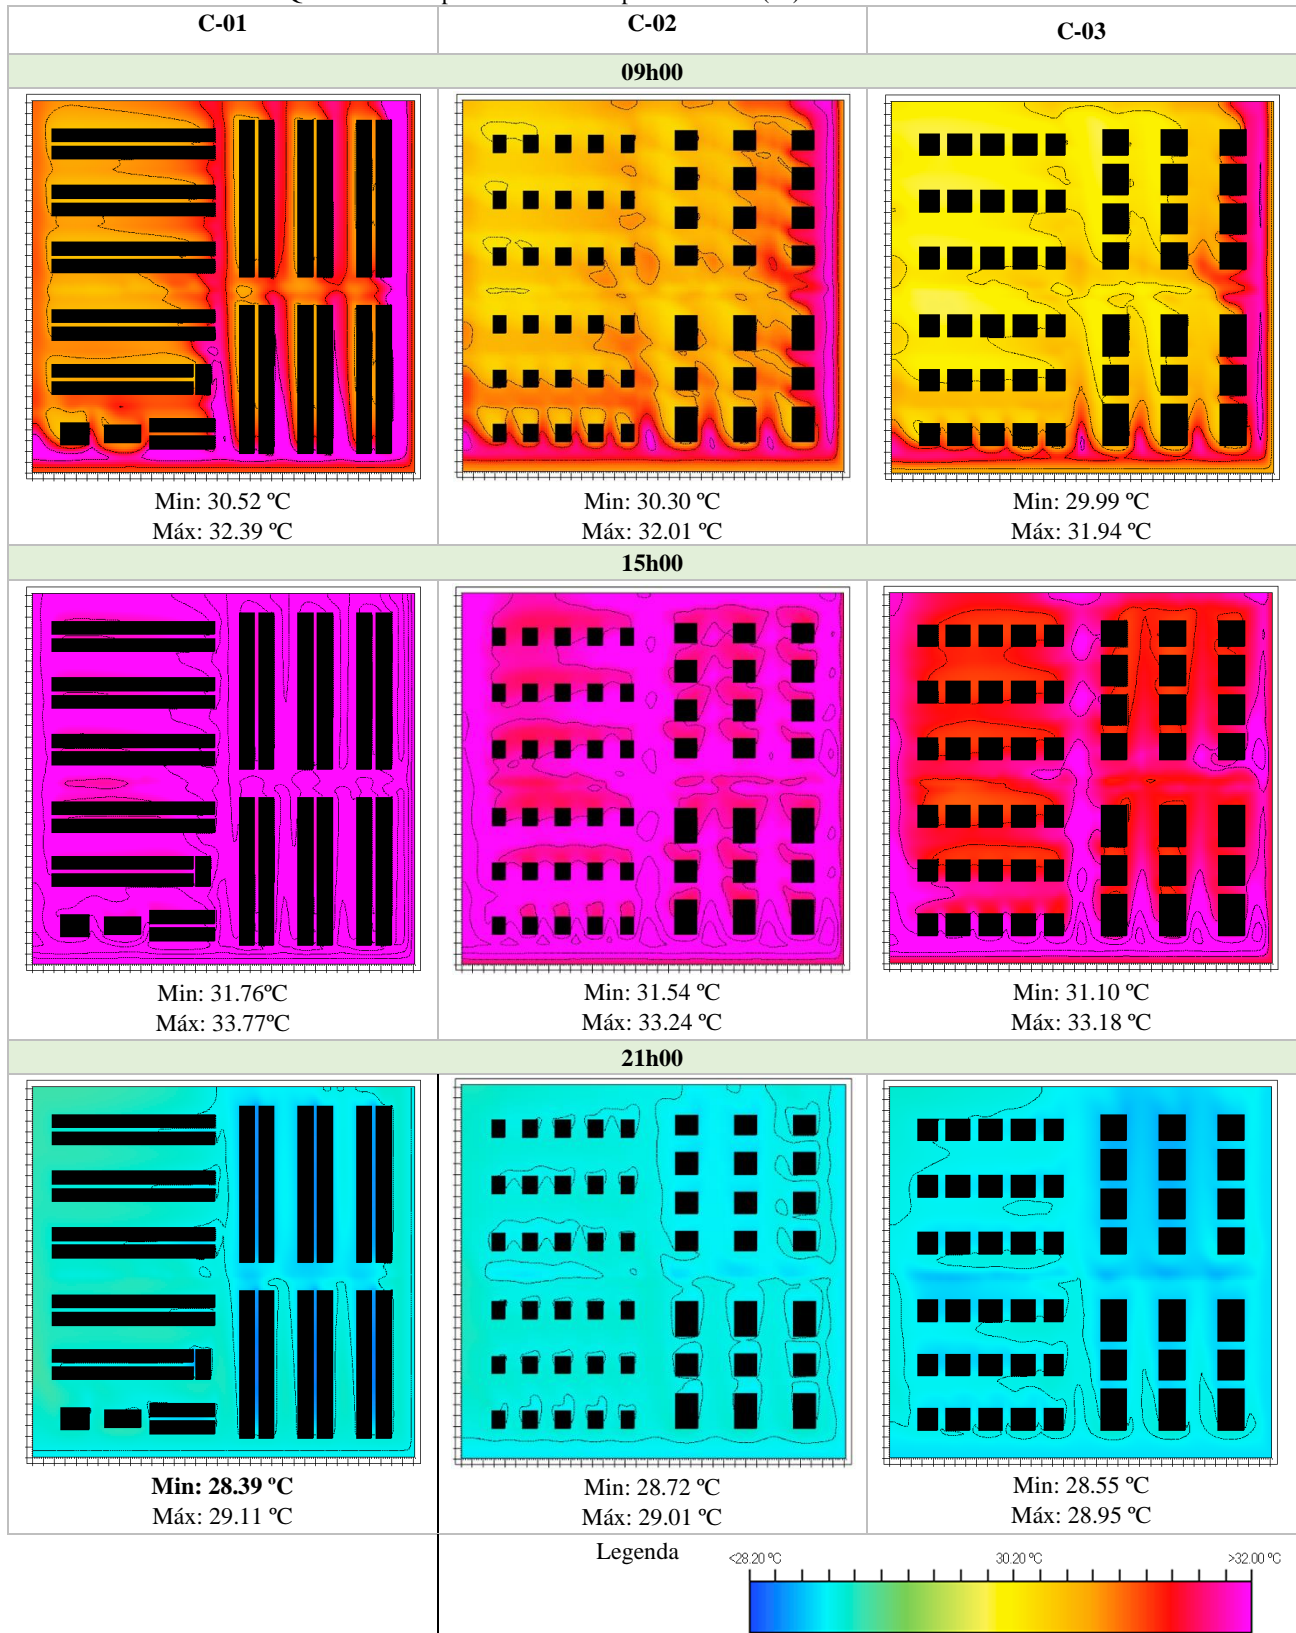 C-01 C-02 C-03
09h00
Min: 30.52 ºC Min: 30.30 ºC Min: 29.99 ºC
Máx: 32.39 ºC Máx: 32.01 ºC Máx: 31.94 ºC
15h00
Min: 31.76ºC Min: 31.54 ºC Min: 31.10 ºC
Máx: 33.77ºC Máx: 33.24 ºC Máx: 33.18 ºC
21h00
Min: 28.39 ºC Min: 28.72 ºC Min: 28.55 ºC
Máx: 29.11 ºC Máx: 29.01 ºC Máx: 28.95 ºC
Legenda
<28.20 ºC 30.20 ºC >32.00 ºC